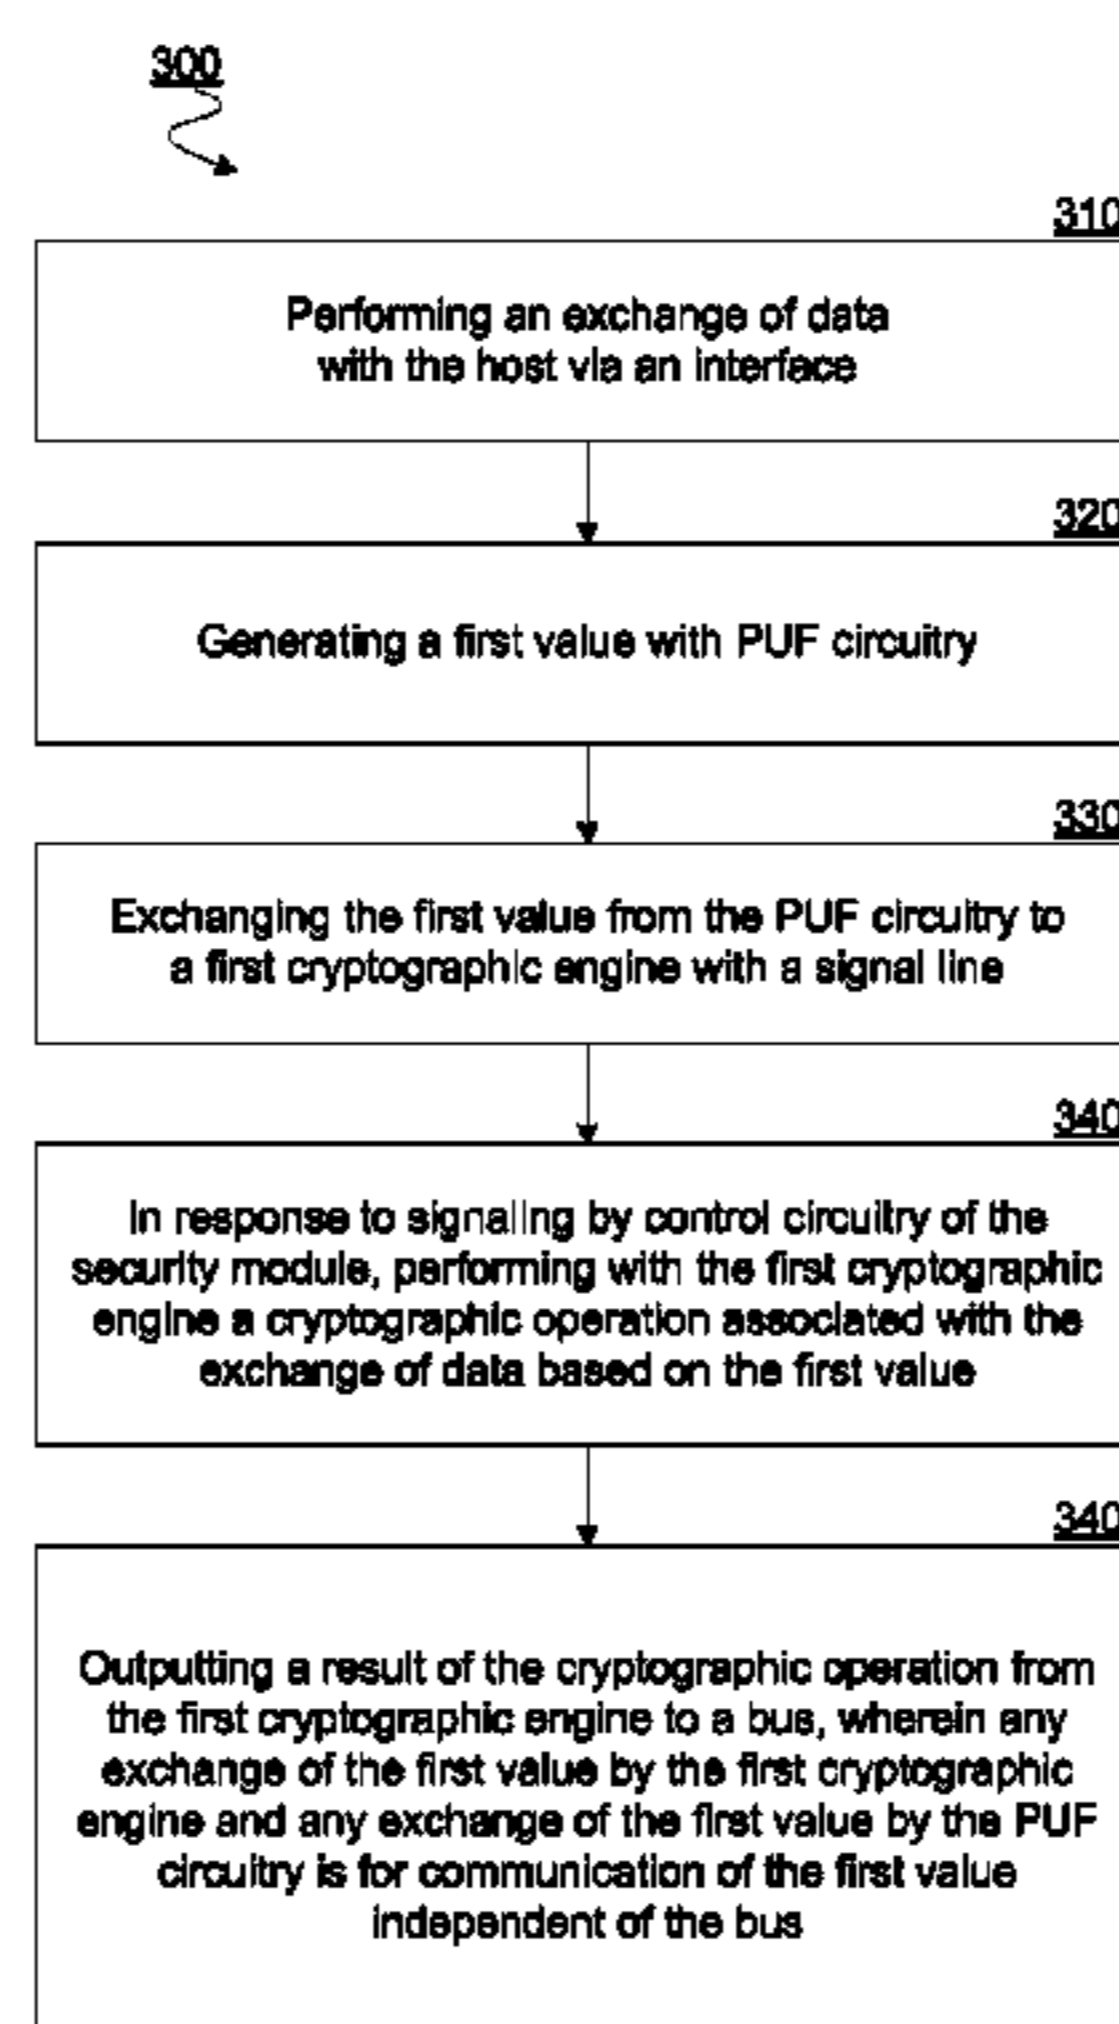 300
310
Performing an exchange of data
with the host via an interface
320
Generating a first value with PUF circuitry
330
Exchanging the first value from the PUF circuitry to
a first cryptographic engine with a signal line
340
In response to signaling by control circuitry of the
security module, performing with the first cryptographic
engine a cryptographic operation associated with the
exchange of data based on the first value
340
Outputting a result of the cryptographic operation from
the first cryptographic engine to a bus, wherein any
exchange of the first value by the first cryptographic
engine and any exchange of the first value by the PUF
circuitry is for communication of the first value
independent of the bus